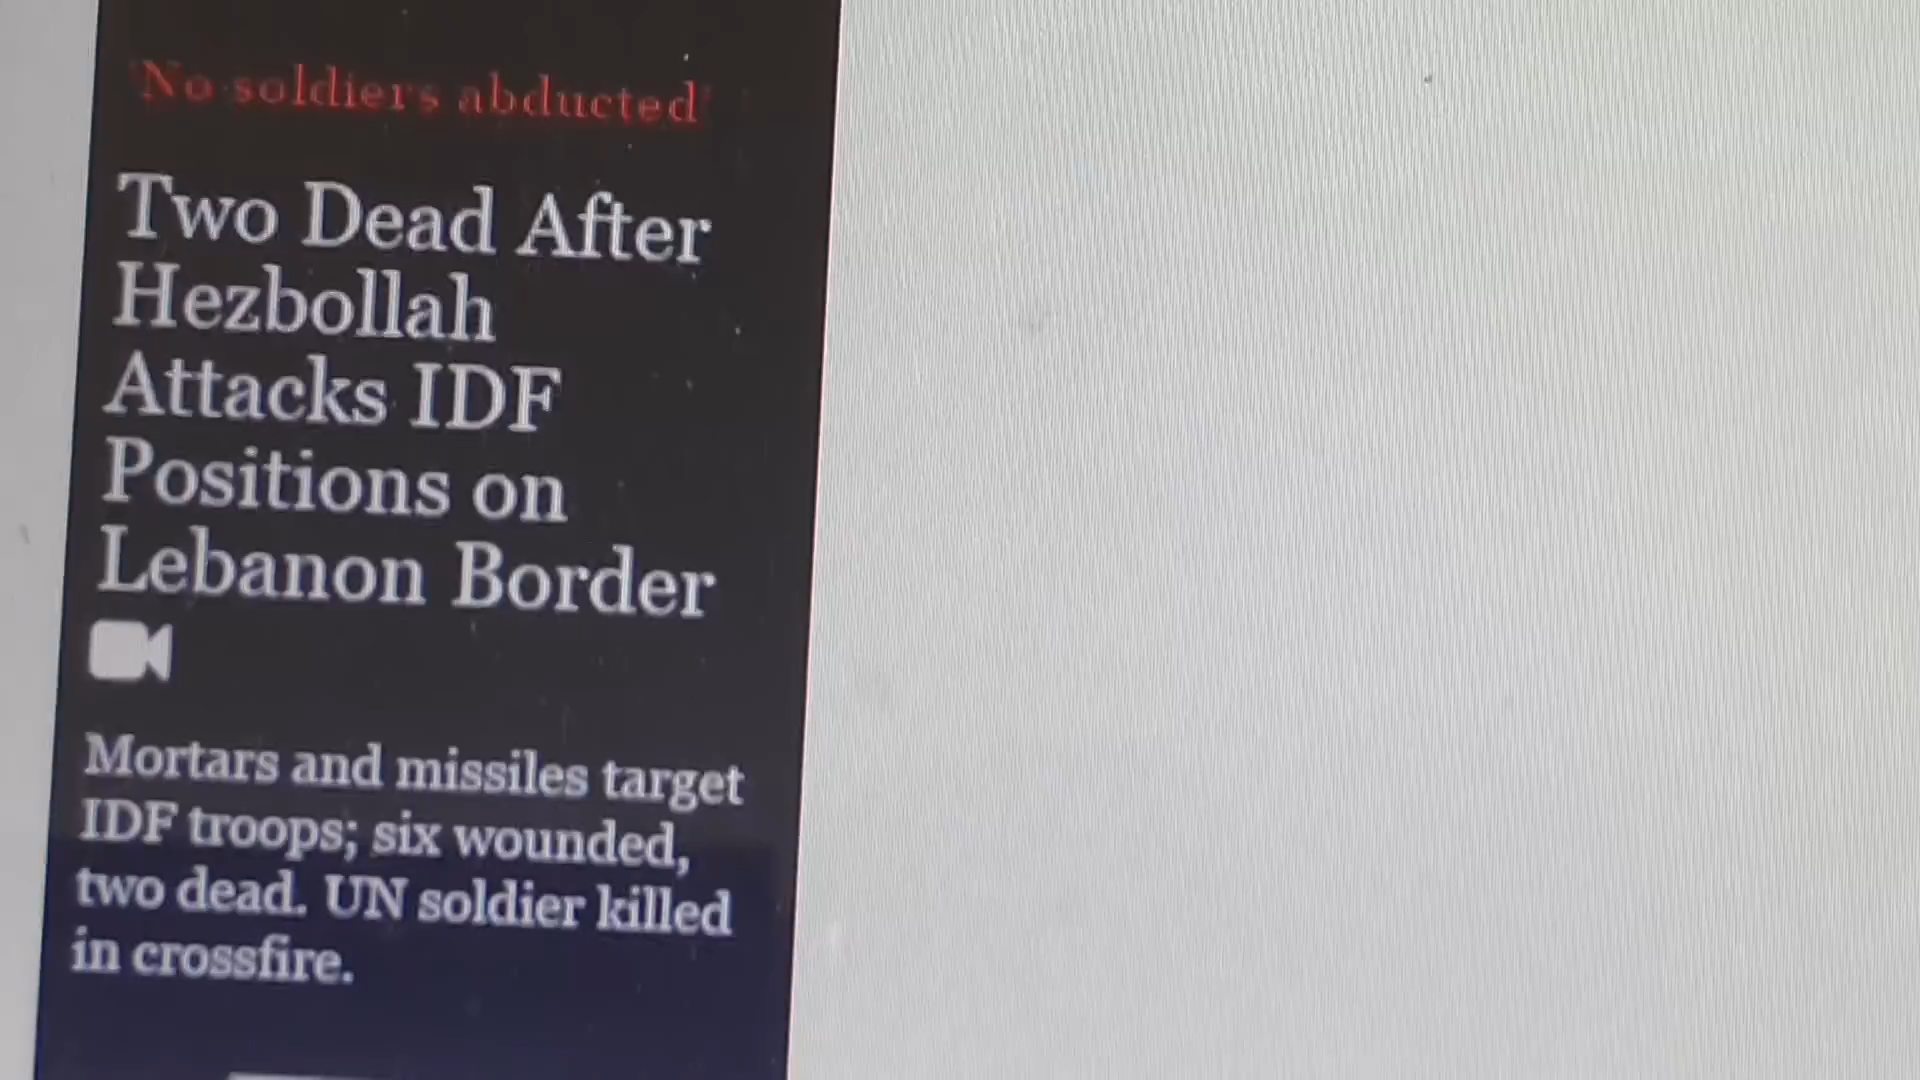 'No soldiers abducted'
Two Dead After
Hezbollah
Attacks IDF
Positions on
Lebanon Border
Mortars and missiles target
IDF troops; six wounded,
two dead. UN soldier killed
in crossfire.